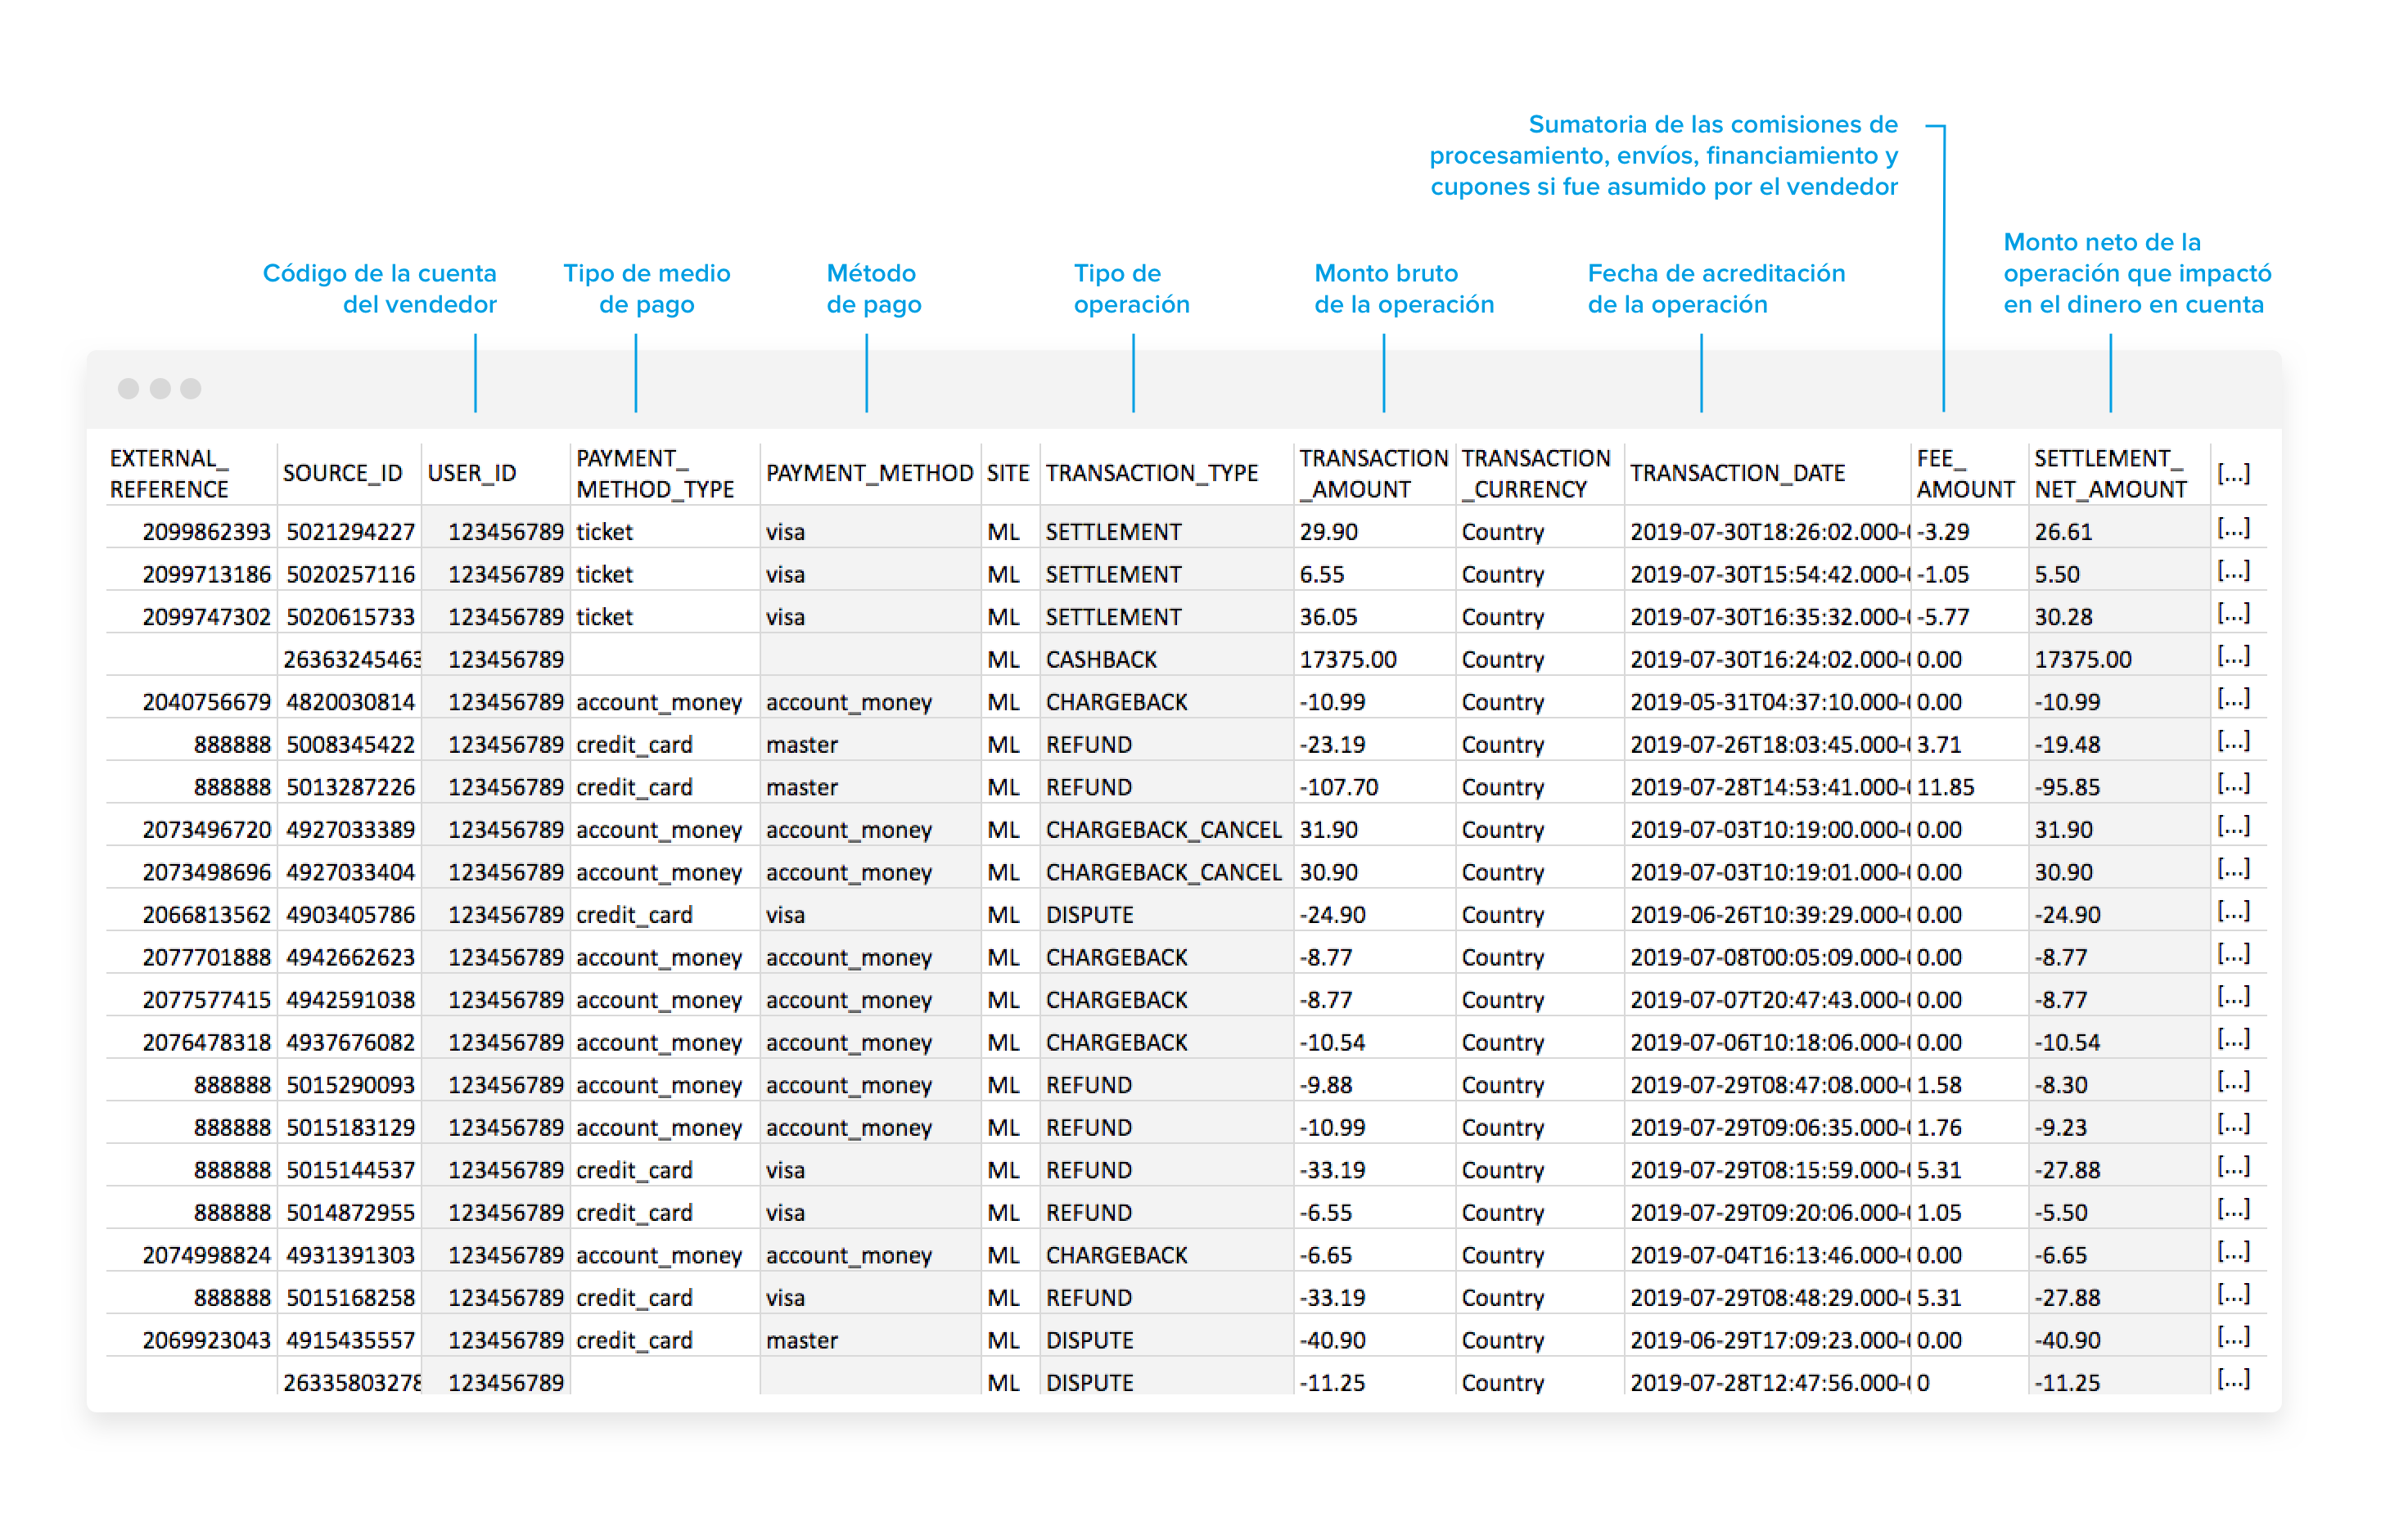 Sumatoria de las comisiones de
procesamiento, envíos, financiamiento y
cupones si fue asumido por el vendedor
Código de la cuenta
del vendedor
Tipo de medio
de pago
Método
de pago
Tipo de
operación
Monto bruto
de la operación
Fecha de acreditación
de la operación
Monto neto de la
operación que impactó
en el dinero en cuenta
EXTERNAL_
REFERENCE SOURCE_ID USER_ID PAYMENT_
METHOD_TYPE PAYMENT_METHOD SITE TRANSACTION_TYPE TRANSACTION
_AMOUNT TRANSACTION
_CURRENCY TRANSACTION_DATE FEE_
AMOUNT SETTLEMENT_
NET_AMOUNT [...]
2099862393 5021294227 123456789 ticket visa ML SETTLEMENT 29.90 Country 2019-07-30T18:26:02.000- -3.29 26.61 [...]
2099713186 5020257116 123456789 ticket visa ML SETTLEMENT 6.55 Country 2019-07-30T15:54:42.000- -1.05 5.50 [...]
2099747302 5020615733 123456789 ticket visa ML SETTLEMENT 36.05 Country 2019-07-30T16:35:32.000- -5.77 30.28 [...]
26363245463 123456789 ML CASHBACK 17375.00 Country 2019-07-30T16:24:02.000- 0.00 17375.00 [...]
2040756679 4820030814 123456789 account_money account_money ML CHARGEBACK -10.99 Country 2019-05-31T04:37:10.000- 0.00 -10.99 [...]
888888 5008345422 123456789 credit_card master ML REFUND -23.19 Country 2019-07-26T18:03:45.000- 3.71 -19.48 [...]
888888 5013287226 123456789 credit_card master ML REFUND -107.70 Country 2019-07-28T14:53:41.000- 11.85 -95.85 [...]
2073496720 4927033389 123456789 account_money account_money ML CHARGEBACK_CANCEL 31.90 Country 2019-07-03T10:19:00.000- 0.00 31.90 [...]
2073498696 4927033404 123456789 account_money account_money ML CHARGEBACK_CANCEL 30.90 Country 2019-07-03T10:19:01.000- 0.00 30.90 [...]
2066813562 4903405786 123456789 credit_card visa ML DISPUTE -24.90 Country 2019-06-26T10:39:29.000- 0.00 -24.90 [...]
2077701888 4942662623 123456789 account_money account_money ML CHARGEBACK -8.77 Country 2019-07-08T00:05:09.000- 0.00 -8.77 [...]
2077577415 4942591038 123456789 account_money account_money ML CHARGEBACK -8.77 Country 2019-07-07T20:47:43.000- 0.00 -8.77 [...]
2076478318 4937676082 123456789 account_money account_money ML CHARGEBACK -10.54 Country 2019-07-06T10:18:06.000- 0.00 -10.54 [...]
888888 5015290093 123456789 account_money account_money ML REFUND -9.88 Country 2019-07-29T08:47:08.000- 1.58 -8.30 [...]
888888 5015183129 123456789 account_money account_money ML REFUND -10.99 Country 2019-07-29T09:06:35.000- 1.76 -9.23 [...]
888888 5015144537 123456789 credit_card visa ML REFUND -33.19 Country 2019-07-29T08:15:59.000- 5.31 -27.88 [...]
888888 5014872955 123456789 credit_card visa ML REFUND -6.55 Country 2019-07-29T09:20:06.000- 1.05 -5.50 [...]
2074998824 4931391303 123456789 account_money account_money ML CHARGEBACK -6.65 Country 2019-07-04T16:13:46.000- 0.00 -6.65 [...]
888888 5015168258 123456789 credit_card visa ML REFUND -33.19 Country 2019-07-29T08:48:29.000- 5.31 -27.88 [...]
2069923043 4915435557 123456789 credit_card master ML DISPUTE -40.90 Country 2019-06-29T17:09:23.000- 0.00 -40.90 [...]
26335803278 123456789 ML DISPUTE -11.25 Country 2019-07-28T12:47:56.000- 0 -11.25 [...]